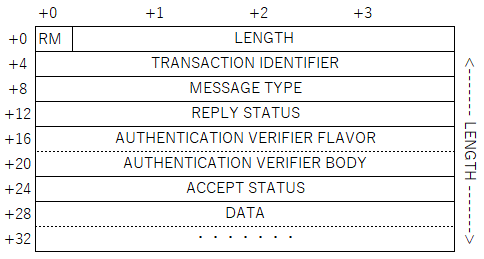 +0 +1 +2 +3
+0 RM LENGTH
+4 TRANSACTION IDENTIFIER
+8 MESSAGE TYPE
+12 REPLY STATUS
+16 AUTHENTICATION VERIFIER FLAVOR
+20 AUTHENTICATION VERIFIER BODY
+24 ACCEPT STATUS
+28 DATA
+32 ・・・・・・・
<------- LENGTH ------->